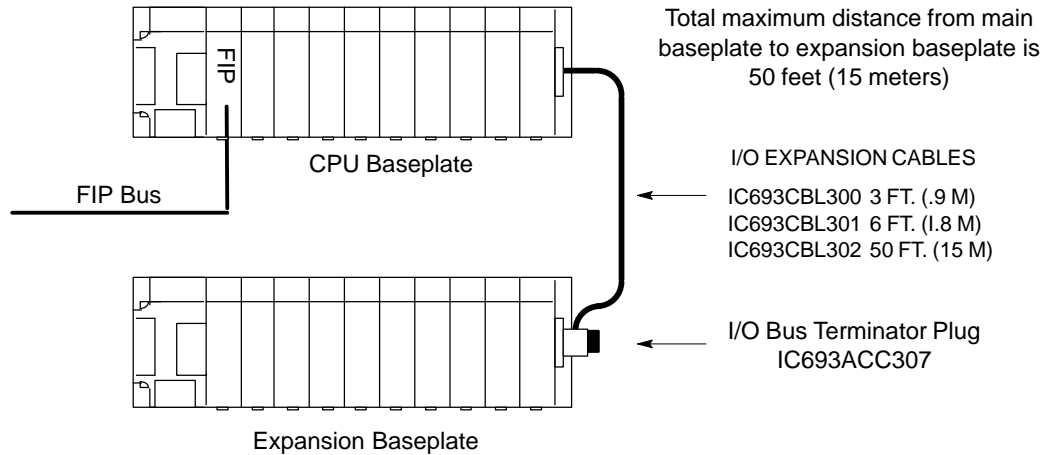 Total maximum distance from main
baseplate to expansion baseplate is
50 feet (15 meters)
FIP
CPU Baseplate
FIP Bus
I/O EXPANSION CABLES
IC693CBL300 3 FT. (.9 M)
IC693CBL301 6 FT. (I.8 M)
IC693CBL302 50 FT. (15 M)
I/O Bus Terminator Plug
IC693ACC307
Expansion Baseplate